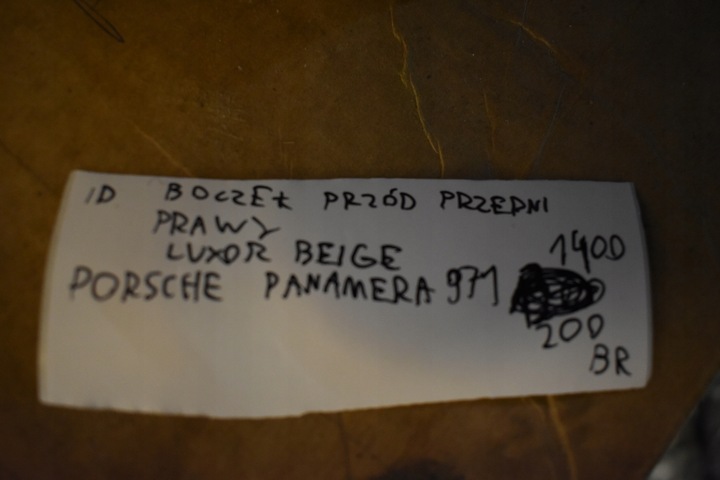 ID BOCZEK PRZÓD PRZEDNI
PRAWY
LUXOR BEIGE
1400
PORSCHE PANAMERA 971
200
BR